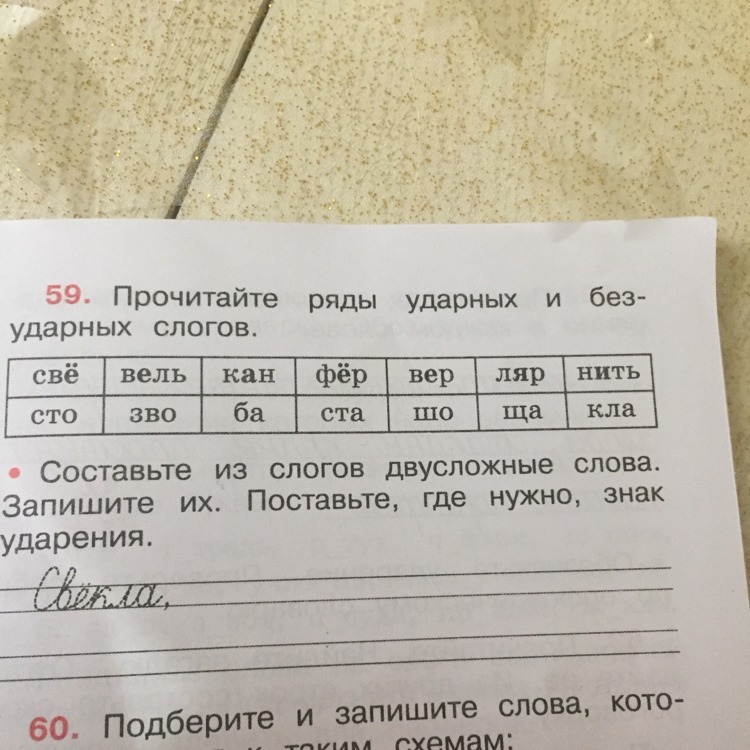 59. Прочитайте ряды ударных и без-
ударных слогов.
свё вель кан фёр вер ляр нить
сто зво ба ста шо ща кла
• Составьте из слогов двусложные слова.
Запишите их. Поставьте, где нужно, знак
ударения.
Свёкла,
60. Подберите и запишите слова, кото-
к таким схемам: